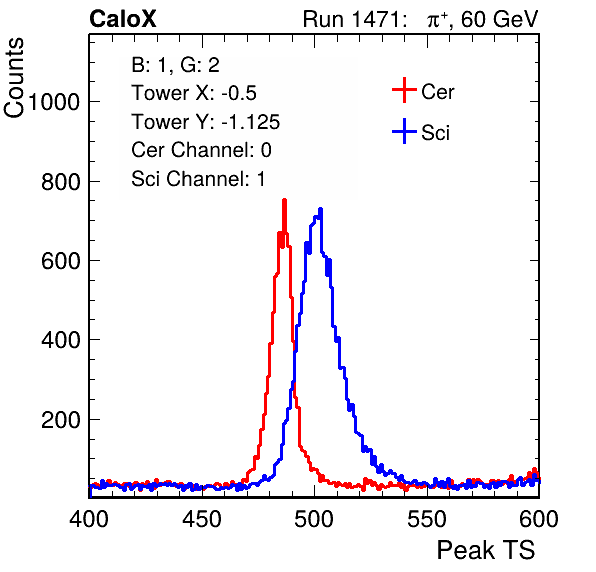 CaloX
Run 1471: π⁺, 60 GeV
Counts
B: 1, G: 2
Tower X: -0.5
Tower Y: -1.125
Cer Channel: 0
Sci Channel: 1
Cer
Sci
1000
800
600
400
200
400 450 500 550 600
Peak TS